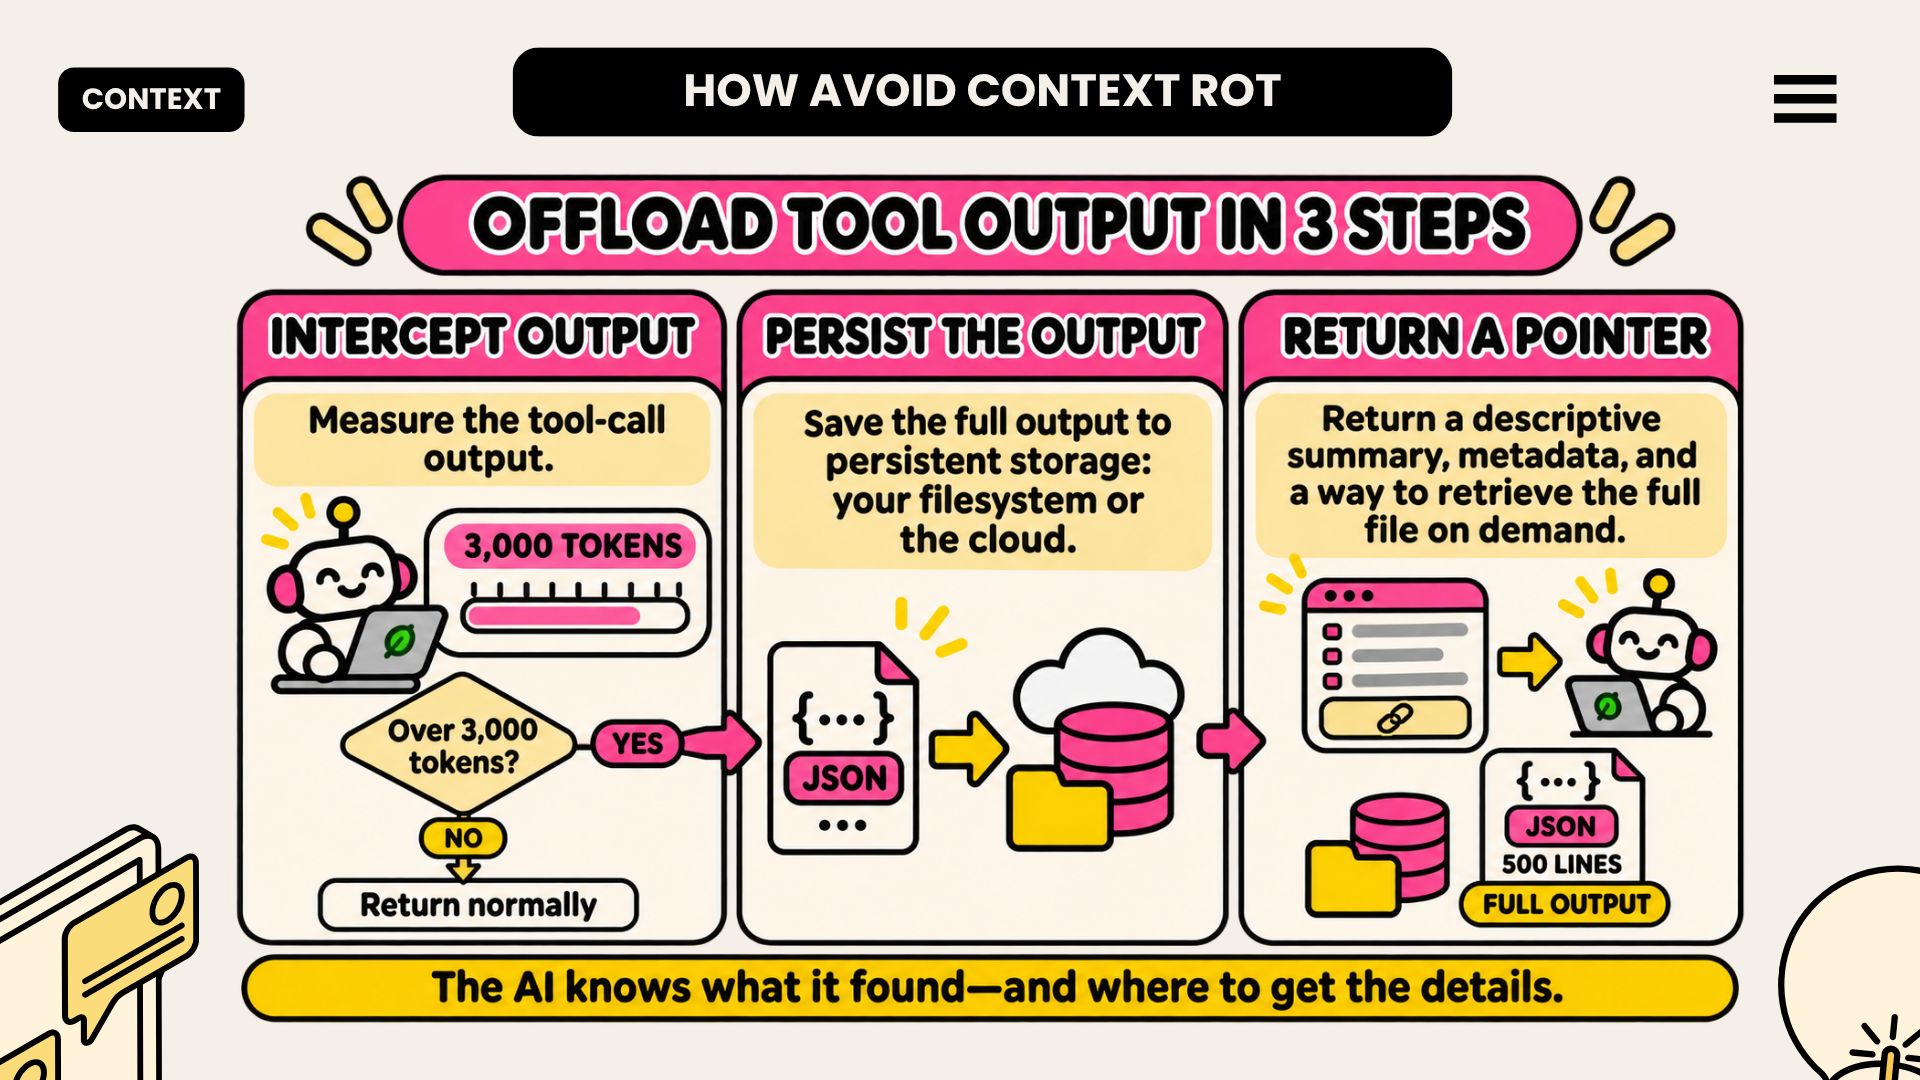 CONTEXT
HOW AVOID CONTEXT ROT
OFFLOAD TOOL OUTPUT IN 3 STEPS
INTERCEPT OUTPUT
Measure the tool-call
output.
3,000 TOKENS
Over 3,000
tokens?
YES
NO
Return normally
PERSIST THE OUTPUT
Save the full output to
persistent storage:
your filesystem or
the cloud.
{...}
JSON
...
RETURN A POINTER
Return a descriptive
summary, metadata, and
a way to retrieve the full
file on demand.
{...}
JSON
500 LINES
FULL OUTPUT
The AI knows what it found—and where to get the details.